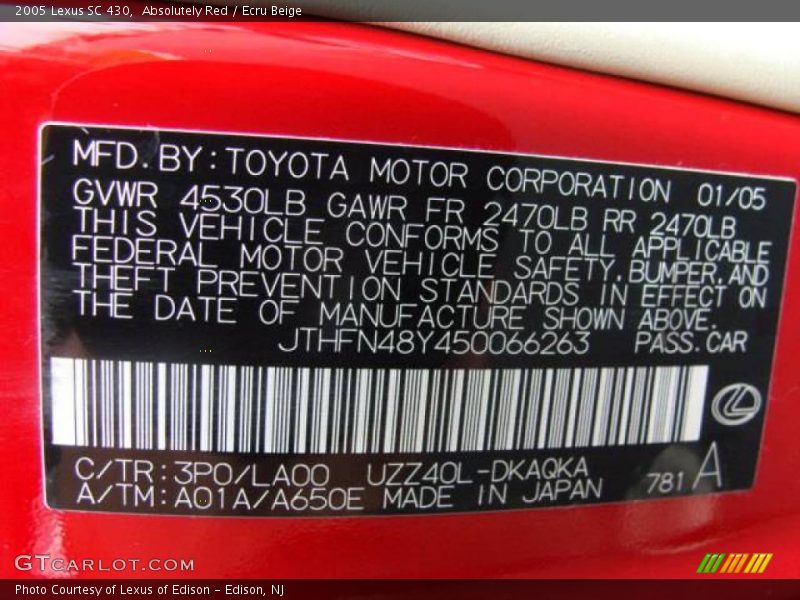 2005 Lexus SC 430,  Absolutely Red / Ecru Beige
MFD. BY: TOYOTA MOTOR CORPORATION 01/05
GVWR 4530LB GAWR FR 2470LB RR 2470LB
THIS VEHICLE CONFORMS TO ALL APPLICABLE
FEDERAL MOTOR VEHICLE SAFETY, BUMPER, AND
THEFT PREVENTION STANDARDS IN EFFECT ON
THE DATE OF MANUFACTURE SHOWN ABOVE.
JTHFN48Y450066263 PASS. CAR
C/TR: 3P0/LA00 UZZ40L-DKAQKA
A/TM: A01A/A650E MADE IN JAPAN 781 A
GTCARLOT.COM
Photo Courtesy of Lexus of Edison - Edison, NJ